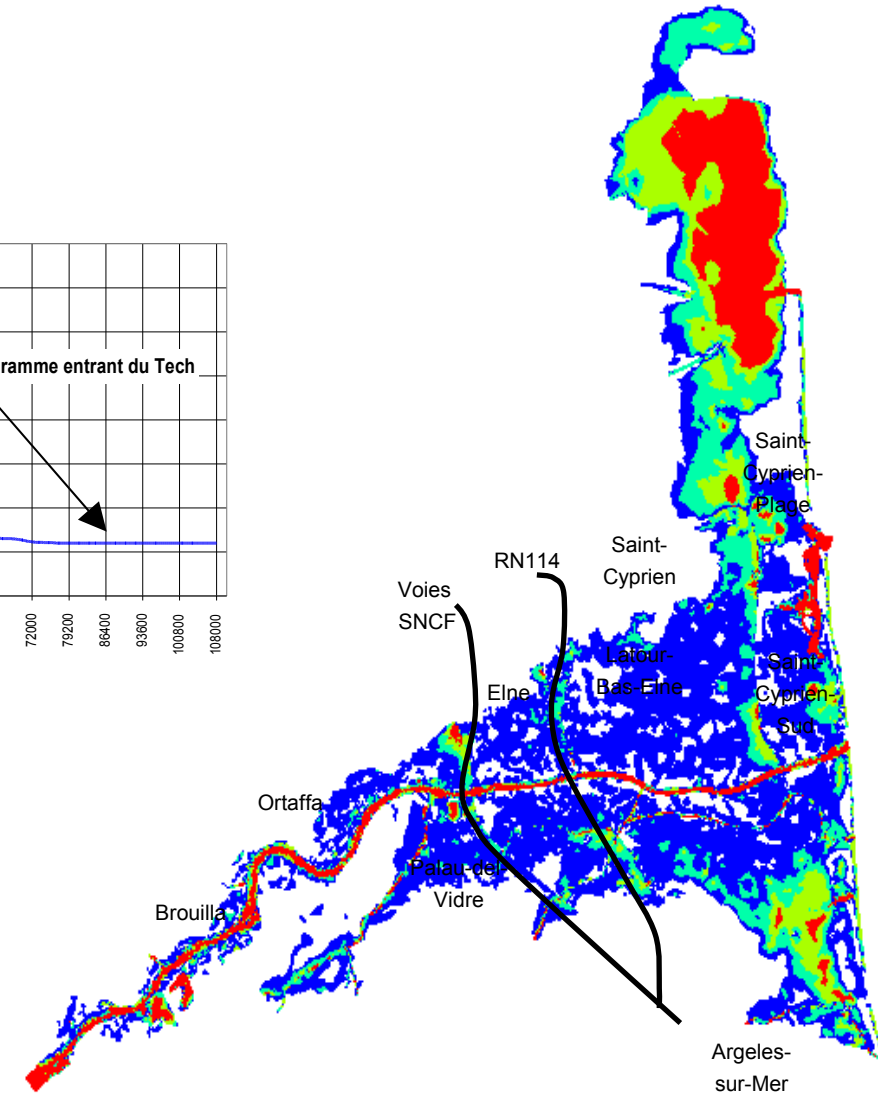 ramme entrant du Tech
72000
79200
86400
93600
100800
108000
Saint-
Cyprien-
Plage
RN114
Saint-
Cyprien
Voies
SNCF
Latour-
Bas-Elne
Elne
Saint-
Cyprien-
Sud
Ortaffa
Palau-del
Vidre
Brouilla
Argeles-
sur-Mer